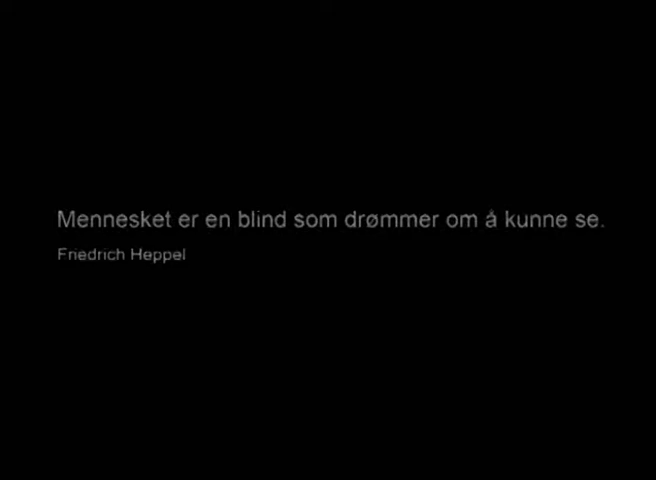 Mennesket er en blind som drømmer om å kunne se.
Friedrich Heppel